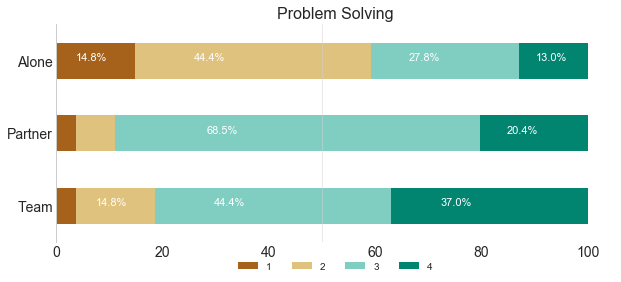 Problem Solving
Alone 14.8% 44.4% 27.8% 13.0%
Partner 68.5% 20.4%
Team 14.8% 44.4% 37.0%
0 20 40 60 80 100
1 2 3 4